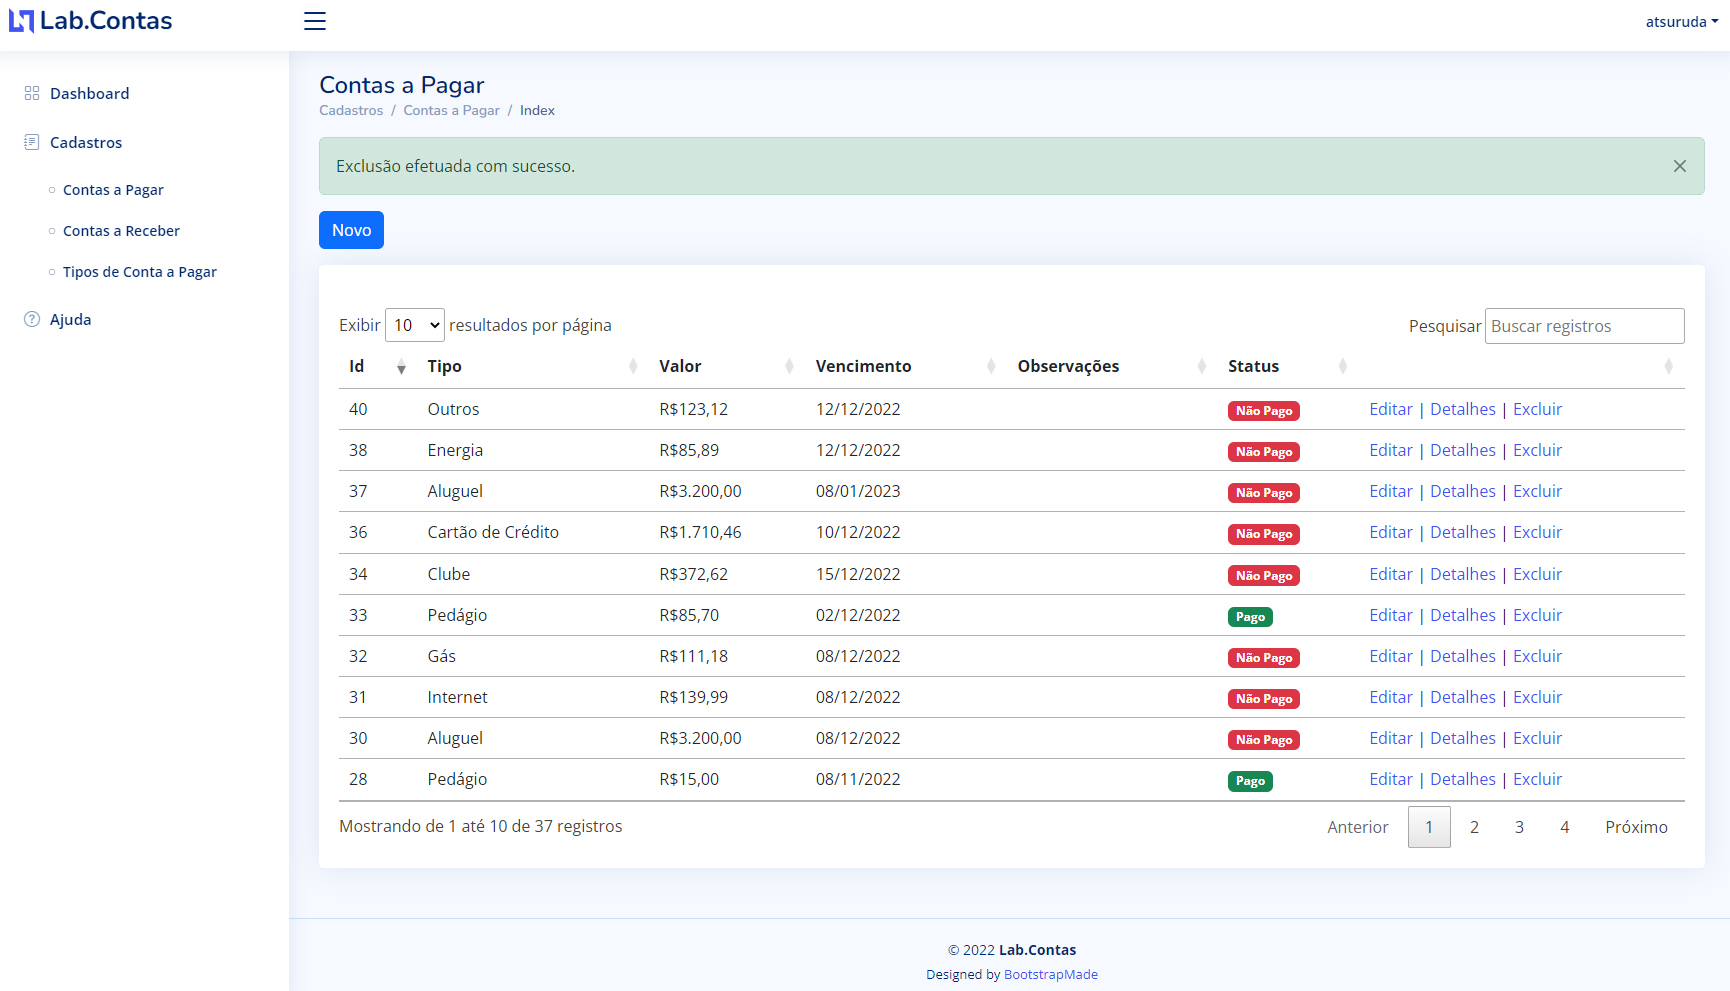 Lab.Contas
atsuruda
Dashboard
Cadastros
Contas a Pagar
Contas a Receber
Tipos de Conta a Pagar
Ajuda
Contas a Pagar
Cadastros / Contas a Pagar / Index
Exclusão efetuada com sucesso.
Novo
Exibir 10 resultados por página
Pesquisar Buscar registros
Id Tipo Valor Vencimento Observações Status
40 Outros R$123,12 12/12/2022 Não Pago Editar | Detalhes | Excluir
38 Energia R$85,89 12/12/2022 Não Pago Editar | Detalhes | Excluir
37 Aluguel R$3.200,00 08/01/2023 Não Pago Editar | Detalhes | Excluir
36 Cartão de Crédito R$1.710,46 10/12/2022 Não Pago Editar | Detalhes | Excluir
34 Clube R$372,62 15/12/2022 Não Pago Editar | Detalhes | Excluir
33 Pedágio R$85,70 02/12/2022 Pago Editar | Detalhes | Excluir
32 Gás R$111,18 08/12/2022 Não Pago Editar | Detalhes | Excluir
31 Internet R$139,99 08/12/2022 Não Pago Editar | Detalhes | Excluir
30 Aluguel R$3.200,00 08/12/2022 Não Pago Editar | Detalhes | Excluir
28 Pedágio R$15,00 08/11/2022 Pago Editar | Detalhes | Excluir
Mostrando de 1 até 10 de 37 registros
Anterior 1 2 3 4 Próximo
© 2022 Lab.Contas
Designed by BootstrapMade